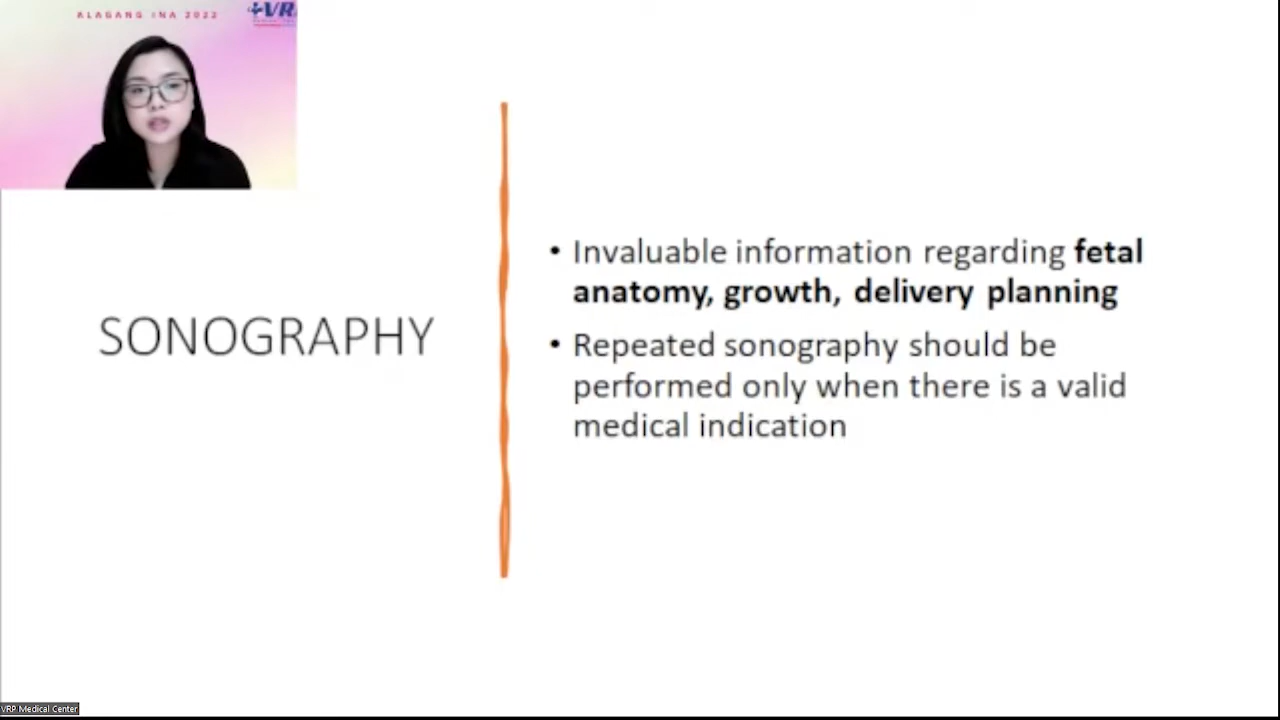 ALAGANG INA 2022
VR
SONOGRAPHY
• Invaluable information regarding fetal
anatomy, growth, delivery planning
• Repeated sonography should be
performed only when there is a valid
medical indication
VRP Medical Center